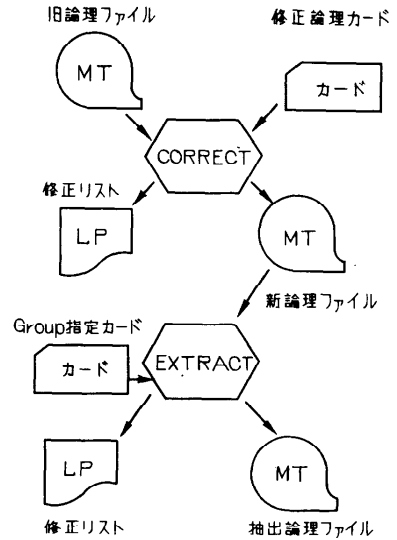 旧論理ファイル
修正論理カード
MT
カード
CORRECT
修正リスト
LP
MT
新論理ファイル
Group指定カード
カード
EXTRACT
LP
MT
修正リスト
抽出論理ファイル